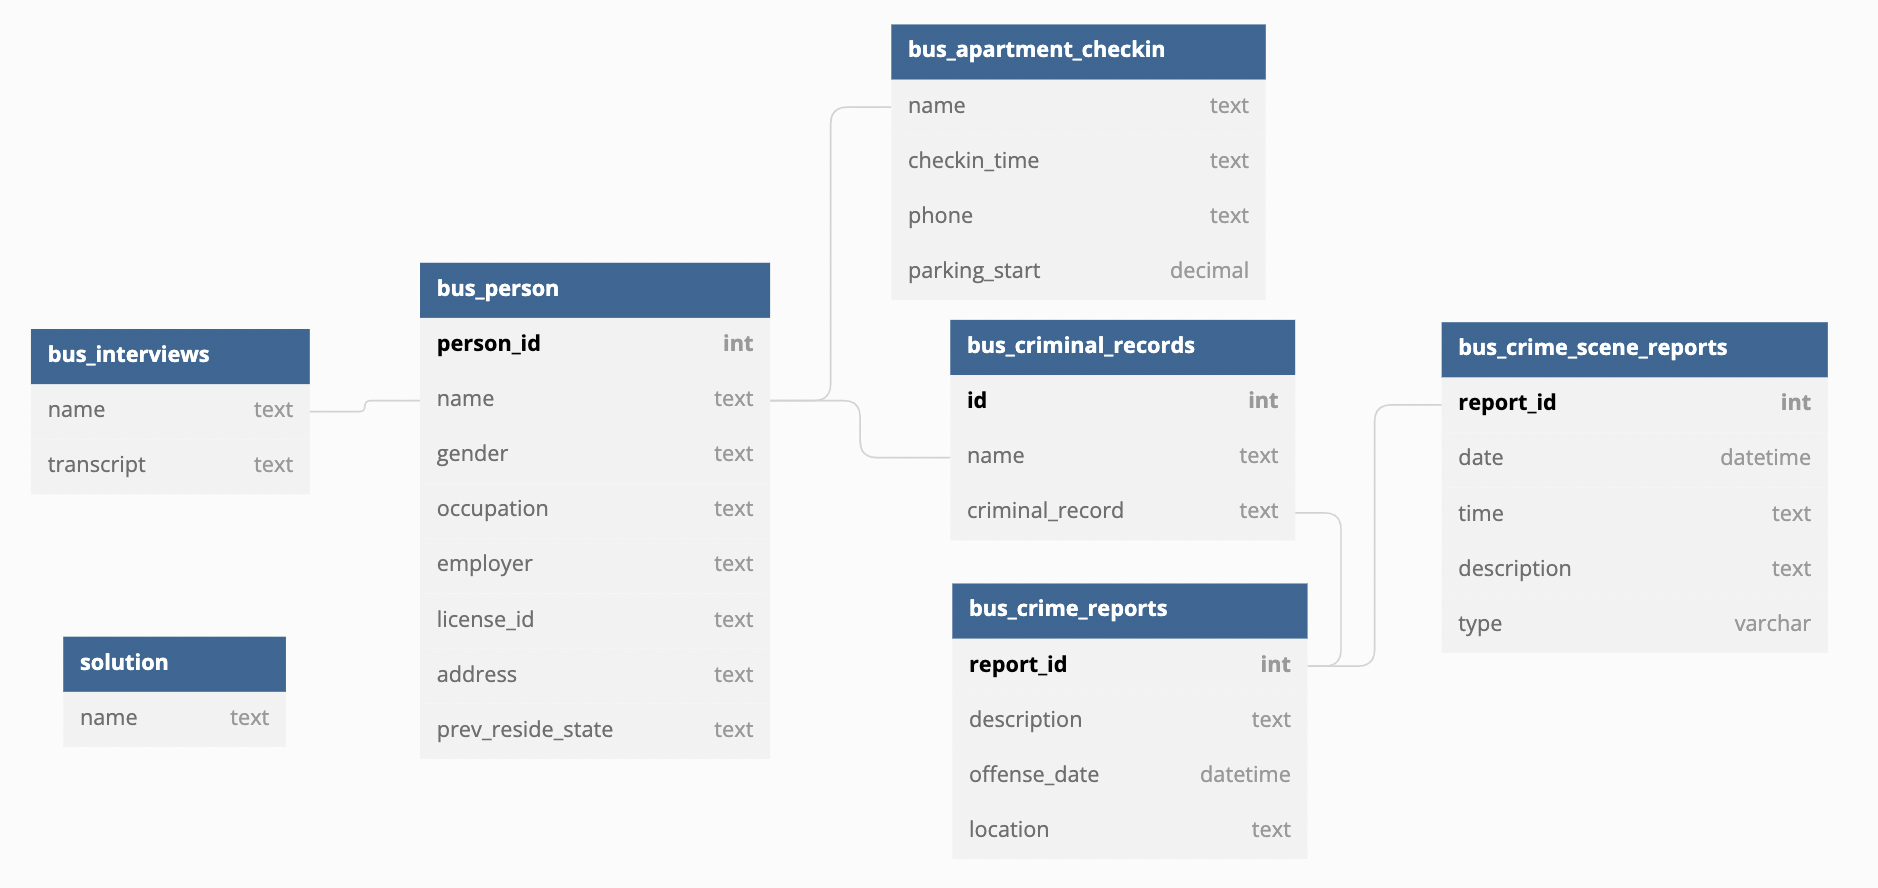 bus_apartment_checkin
name text
checkin_time text
phone text
parking_start decimal
bus_person
person_id int
name text
gender text
occupation text
employer text
license_id text
address text
prev_reside_state text
bus_interviews
name text
transcript text
bus_criminal_records
id int
name text
criminal_record text
bus_crime_scene_reports
report_id int
date datetime
time text
description text
type varchar
bus_crime_reports
report_id int
description text
offense_date datetime
location text
solution
name text